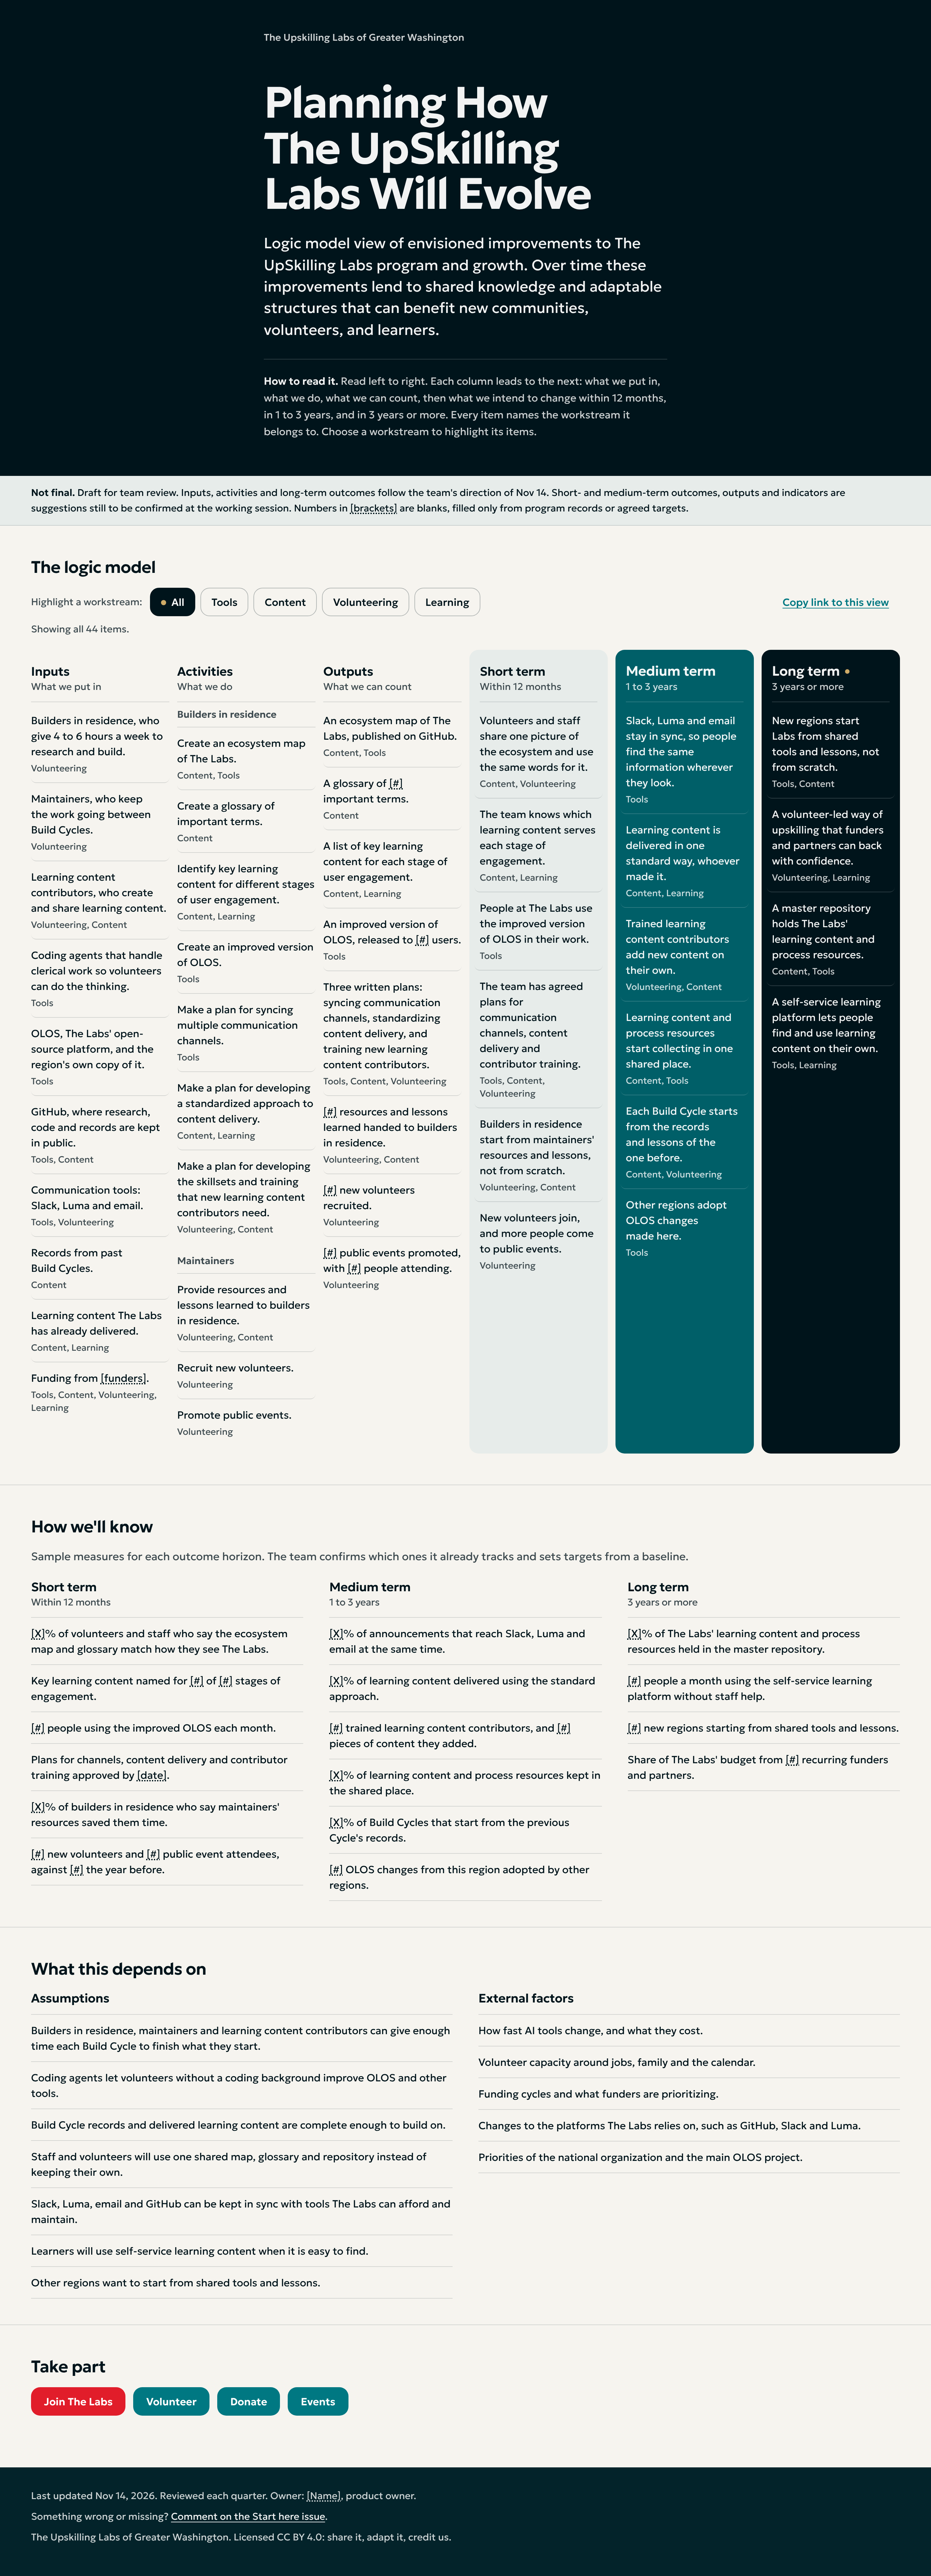 The Upskilling Labs of Greater Washington
Planning How
The UpSkilling
Labs Will Evolve
Logic model view of envisioned improvements to The
UpSkilling Labs program and growth. Over time these
improvements lend to shared knowledge and adaptable
structures that can benefit new communities,
volunteers, and learners.
How to read it. Read left to right. Each column leads to the next: what we put in,
what we do, what we can count, then what we intend to change within 12 months,
in 1 to 3 years, and in 3 years or more. Every item names the workstream it
belongs to. Choose a workstream to highlight its items.
Not final. Draft for team review. Inputs, activities and long-term outcomes follow the team's direction of Nov 14. Short- and medium-term outcomes, outputs and indicators are
suggestions still to be confirmed at the working session. Numbers in [brackets] are blanks, filled only from program records or agreed targets.
The logic model
Highlight a workstream: All Tools Content Volunteering Learning Copy link to this view
Showing all 44 items.
Inputs
What we put in
Builders in residence, who
give 4 to 6 hours a week to
research and build.
Volunteering
Maintainers, who keep
the work going between
Build Cycles.
Volunteering
Learning content
contributors, who create
and share learning content.
Volunteering, Content
Coding agents that handle
clerical work so volunteers
can do the thinking.
Tools
OLOS, The Labs' open-
source platform, and the
region's own copy of it.
Tools
GitHub, where research,
code and records are kept
in public.
Tools, Content
Communication tools:
Slack, Luma and email.
Tools, Volunteering
Records from past
Build Cycles.
Content
Learning content The Labs
has already delivered.
Content, Learning
Funding from [funders].
Tools, Content, Volunteering,
Learning
Activities
What we do
Builders in residence
Create an ecosystem map
of The Labs.
Content, Tools
Create a glossary of
important terms.
Content
Identify key learning
content for different stages
of user engagement.
Content, Learning
Create an improved version
of OLOS.
Tools
Make a plan for syncing
multiple communication
channels.
Tools
Make a plan for developing
a standardized approach to
content delivery.
Content, Learning
Make a plan for developing
the skillsets and training
that new learning content
contributors need.
Volunteering, Content
Maintainers
Provide resources and
lessons learned to builders
in residence.
Volunteering, Content
Recruit new volunteers.
Volunteering
Promote public events.
Volunteering
Outputs
What we can count
An ecosystem map of The
Labs, published on GitHub.
Content, Tools
A glossary of [#]
important terms.
Content
A list of key learning
content for each stage of
user engagement.
Content, Learning
An improved version of
OLOS, released to [#] users.
Tools
Three written plans:
syncing communication
channels, standardizing
content delivery, and
training new learning
content contributors.
Tools, Content, Volunteering
[#] resources and lessons
learned handed to builders
in residence.
Volunteering, Content
[#] new volunteers
recruited.
Volunteering
[#] public events promoted,
with [#] people attending.
Volunteering
Short term
Within 12 months
Volunteers and staff
share one picture of
the ecosystem and use
the same words for it.
Content, Volunteering
The team knows which
learning content serves
each stage of
engagement.
Content, Learning
People at The Labs use
the improved version
of OLOS in their work.
Tools
The team has agreed
plans for
communication
channels, content
delivery and
contributor training.
Tools, Content,
Volunteering
Builders in residence
start from maintainers'
resources and lessons,
not from scratch.
Volunteering, Content
New volunteers join,
and more people come
to public events.
Volunteering
Medium term
1 to 3 years
Slack, Luma and email
stay in sync, so people
find the same
information wherever
they look.
Tools
Learning content is
delivered in one
standard way, whoever
made it.
Content, Learning
Trained learning
content contributors
add new content on
their own.
Volunteering, Content
Learning content and
process resources
start collecting in one
shared place.
Content, Tools
Each Build Cycle starts
from the records
and lessons of the
one before.
Content, Volunteering
Other regions adopt
OLOS changes
made here.
Tools
Long term
3 years or more
New regions start
Labs from shared
tools and lessons, not
from scratch.
Tools, Content
A volunteer-led way of
upskilling that funders
and partners can back
with confidence.
Volunteering, Learning
A master repository
holds The Labs'
learning content and
process resources.
Content, Tools
A self-service learning
platform lets people
find and use learning
content on their own.
Tools, Learning
How we'll know
Sample measures for each outcome horizon. The team confirms which ones it already tracks and sets targets from a baseline.
Short term
Within 12 months
[X]% of volunteers and staff who say the ecosystem
map and glossary match how they see The Labs.
Key learning content named for [#] of [#] stages of
engagement.
[#] people using the improved OLOS each month.
Plans for channels, content delivery and contributor
training approved by [date].
[X]% of builders in residence who say maintainers'
resources saved them time.
[#] new volunteers and [#] public event attendees,
against [#] the year before.
Medium term
1 to 3 years
[X]% of announcements that reach Slack, Luma and
email at the same time.
[X]% of learning content delivered using the standard
approach.
[#] trained learning content contributors, and [#]
pieces of content they added.
[X]% of learning content and process resources kept in
the shared place.
[X]% of Build Cycles that start from the previous
Cycle's records.
[#] OLOS changes from this region adopted by other
regions.
Long term
3 years or more
[X]% of The Labs' learning content and process
resources held in the master repository.
[#] people a month using the self-service learning
platform without staff help.
[#] new regions starting from shared tools and lessons.
Share of The Labs' budget from [#] recurring funders
and partners.
What this depends on
Assumptions
Builders in residence, maintainers and learning content contributors can give enough
time each Build Cycle to finish what they start.
Coding agents let volunteers without a coding background improve OLOS and other
tools.
Build Cycle records and delivered learning content are complete enough to build on.
Staff and volunteers will use one shared map, glossary and repository instead of
keeping their own.
Slack, Luma, email and GitHub can be kept in sync with tools The Labs can afford and
maintain.
Learners will use self-service learning content when it is easy to find.
Other regions want to start from shared tools and lessons.
External factors
How fast AI tools change, and what they cost.
Volunteer capacity around jobs, family and the calendar.
Funding cycles and what funders are prioritizing.
Changes to the platforms The Labs relies on, such as GitHub, Slack and Luma.
Priorities of the national organization and the main OLOS project.
Take part
Join The Labs Volunteer Donate Events
Last updated Nov 14, 2026. Reviewed each quarter. Owner: [Name], product owner.
Something wrong or missing? Comment on the Start here issue.
The Upskilling Labs of Greater Washington. Licensed CC BY 4.0: share it, adapt it, credit us.